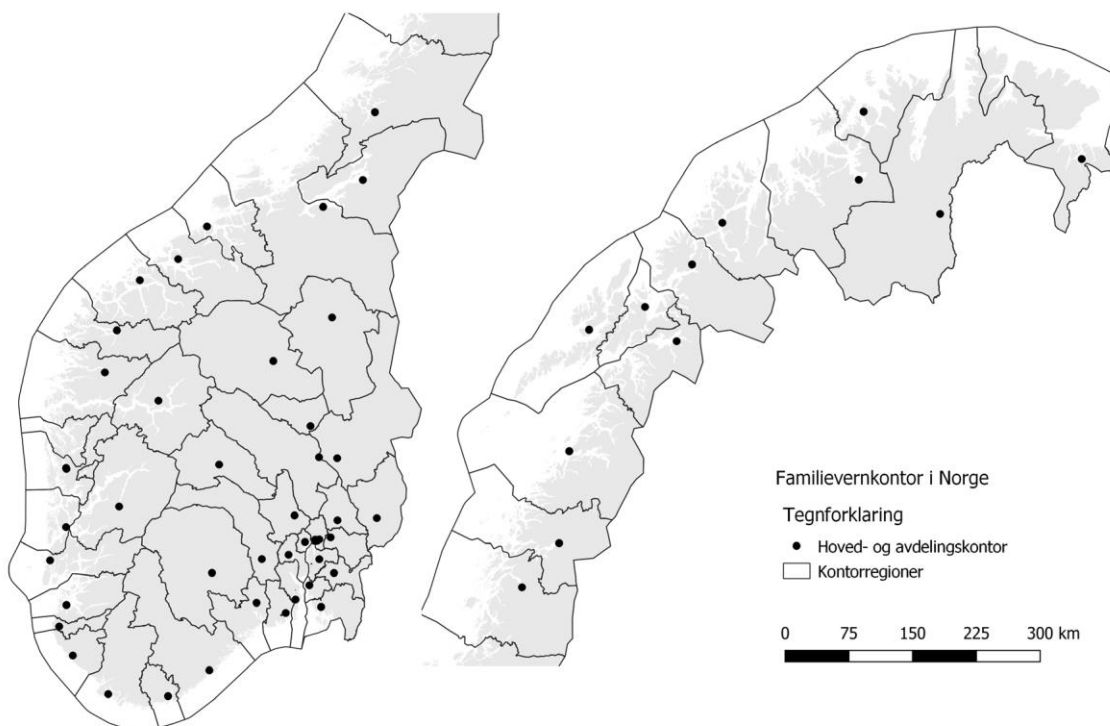 Familievernkontor i Norge
Tegnforklaring
Hoved- og avdelingskontor
Kontorregioner
0 75 150 225 300 km